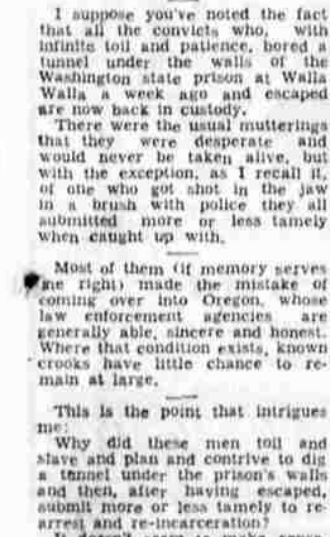 I suppose you've noted the fact
that all the convicts who, with
infinite toil and patience, bored a
tunnel under the walls of the
Washington state prison at Walla
Walla a week ago and escaped
are now back in custody.
There were the usual mutterings
that they were desperate and
would never be taken alive, but
with the exception, as I recall it,
of one who got shot in the jaw
in a brush with police they all
submitted more or less tamely
when caught up with.
Most of them (if memory serves
me right) made the mistake of
coming over into Oregon, whose
law enforcement agencies are
generally able, sincere and honest.
Where that condition exists, known
crooks have little chance to re-
main at large.
This is the point that intrigues
me:
Why did these men toil and
slave and plan and contrive to dig
a tunnel under the prison's walls
and then, after having escaped,
submit more or less tamely to re-
arrest and re-incarceration?